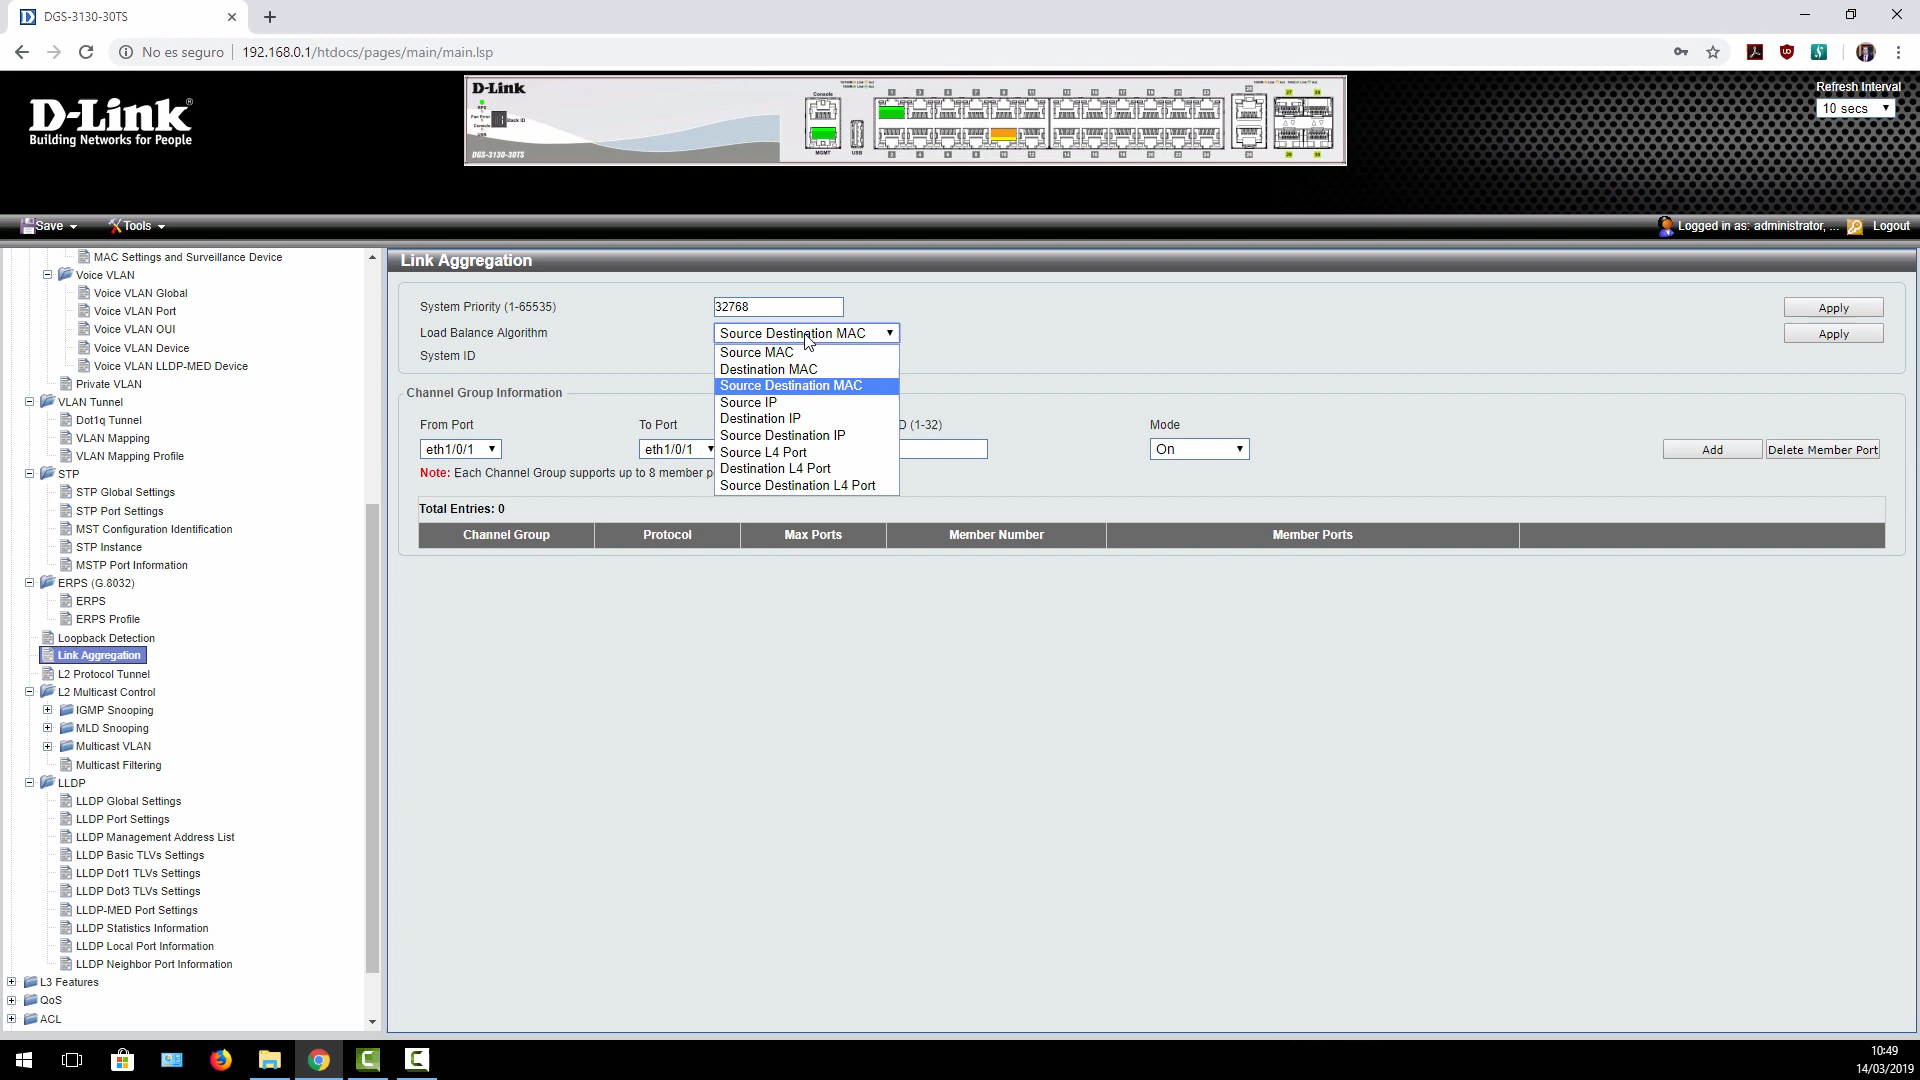 DGS-3130-30TS
No es seguro
192.168.0.1/htdocs/pages/main/main.lsp
D-Link
Building Networks for People
D-Link
Stack ID
DGS-3130-30TS
Console
MGMT
USB
Refresh Interval
10 secs
Save
Tools
Logged in as: administrator, ...
Logout
MAC Settings and Surveillance Device
Voice VLAN
Voice VLAN Global
Voice VLAN Port
Voice VLAN OUI
Voice VLAN Device
Voice VLAN LLDP-MED Device
Private VLAN
VLAN Tunnel
Dot1q Tunnel
VLAN Mapping
VLAN Mapping Profile
STP
STP Global Settings
STP Port Settings
MST Configuration Identification
STP Instance
MSTP Port Information
ERPS (G.8032)
ERPS
ERPS Profile
Loopback Detection
Link Aggregation
L2 Protocol Tunnel
L2 Multicast Control
IGMP Snooping
MLD Snooping
Multicast VLAN
Multicast Filtering
LLDP
LLDP Global Settings
LLDP Port Settings
LLDP Management Address List
LLDP Basic TLVs Settings
LLDP Dot1 TLVs Settings
LLDP Dot3 TLVs Settings
LLDP-MED Port Settings
LLDP Statistics Information
LLDP Local Port Information
LLDP Neighbor Port Information
L3 Features
QoS
ACL
Link Aggregation
System Priority (1-65535)
32768
Apply
Load Balance Algorithm
Source Destination MAC
Apply
System ID
Source MAC
Destination MAC
Source Destination MAC
Source IP
Destination IP
Source Destination IP
Source L4 Port
Destination L4 Port
Source Destination L4 Port
Channel Group Information
From Port
To Port
D (1-32)
Mode
eth1/0/1
eth1/0/1
On
Add
Delete Member Port
Note: Each Channel Group supports up to 8 member p
Total Entries: 0
Channel Group
Protocol
Max Ports
Member Number
Member Ports
10:49
14/03/2019